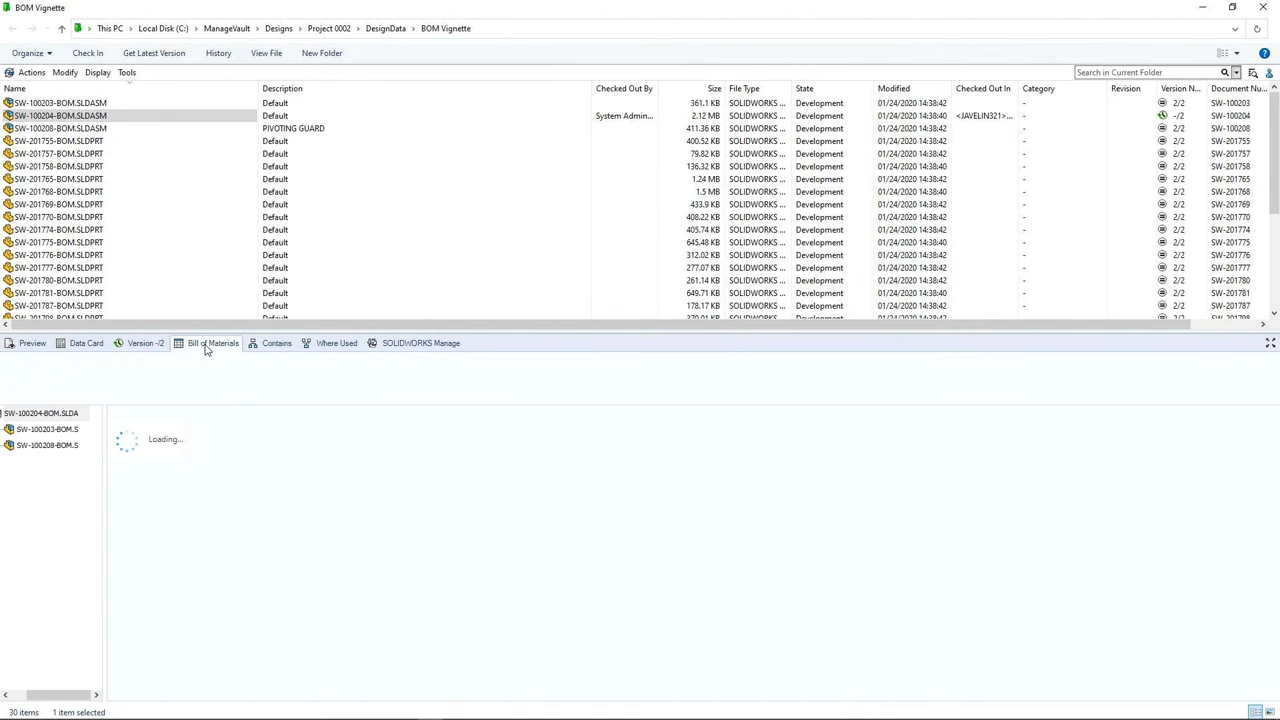 BOM Vignette
This PC Local Disk (C:) ManageVault Designs Project 0002 DesignData BOM Vignette
Organize Check In Get Latest Version History View File New Folder
Actions Modify Display Tools Search in Current Folder
Name Description Checked Out By Size File Type State Modified Checked Out In Category Revision Version N... Document Nu...
SW-100203-BOM.SLDASM Default 361.1 KB SOLIDWORKS ... Development 01/24/2020 14:38:42 - 2/2 SW-100203
SW-100204-BOM.SLDASM Default System Admin... 2.12 MB SOLIDWORKS ... Development 01/24/2020 14:38:40 <JAVELIN321>... - -/2 SW-100204
SW-100208-BOM.SLDASM PIVOTING GUARD 411.36 KB SOLIDWORKS ... Development 01/24/2020 14:38:42 - 2/2 SW-100208
SW-201755-BOM.SLDPRT Default 400.52 KB SOLIDWORKS ... Development 01/24/2020 14:38:42 - 2/2 SW-201755
SW-201757-BOM.SLDPRT Default 79.82 KB SOLIDWORKS ... Development 01/24/2020 14:38:42 - 2/2 SW-201757
SW-201758-BOM.SLDPRT Default 136.32 KB SOLIDWORKS ... Development 01/24/2020 14:38:40 - 2/2 SW-201758
SW-201765-BOM.SLDPRT Default 1.24 MB SOLIDWORKS ... Development 01/24/2020 14:38:42 - 2/2 SW-201765
SW-201768-BOM.SLDPRT Default 1.5 MB SOLIDWORKS ... Development 01/24/2020 14:38:40 - 2/2 SW-201768
SW-201769-BOM.SLDPRT Default 433.9 KB SOLIDWORKS ... Development 01/24/2020 14:38:42 - 2/2 SW-201769
SW-201770-BOM.SLDPRT Default 408.22 KB SOLIDWORKS ... Development 01/24/2020 14:38:42 - 2/2 SW-201770
SW-201774-BOM.SLDPRT Default 405.74 KB SOLIDWORKS ... Development 01/24/2020 14:38:42 - 2/2 SW-201774
SW-201775-BOM.SLDPRT Default 645.48 KB SOLIDWORKS ... Development 01/24/2020 14:38:40 - 2/2 SW-201775
SW-201776-BOM.SLDPRT Default 312.02 KB SOLIDWORKS ... Development 01/24/2020 14:38:42 - 2/2 SW-201776
SW-201777-BOM.SLDPRT Default 277.07 KB SOLIDWORKS ... Development 01/24/2020 14:38:42 - 2/2 SW-201777
SW-201780-BOM.SLDPRT Default 261.14 KB SOLIDWORKS ... Development 01/24/2020 14:38:42 - 2/2 SW-201780
SW-201781-BOM.SLDPRT Default 649.71 KB SOLIDWORKS ... Development 01/24/2020 14:38:40 - 2/2 SW-201781
SW-201787-BOM.SLDPRT Default 178.17 KB SOLIDWORKS ... Development 01/24/2020 14:38:42 - 2/2 SW-201787
Preview Data Card Version -/2 Bill of Materials Contains Where Used SOLIDWORKS Manage
SW-100204-BOM.SLDA
SW-100203-BOM.S
SW-100208-BOM.S
Loading...
30 items 1 item selected